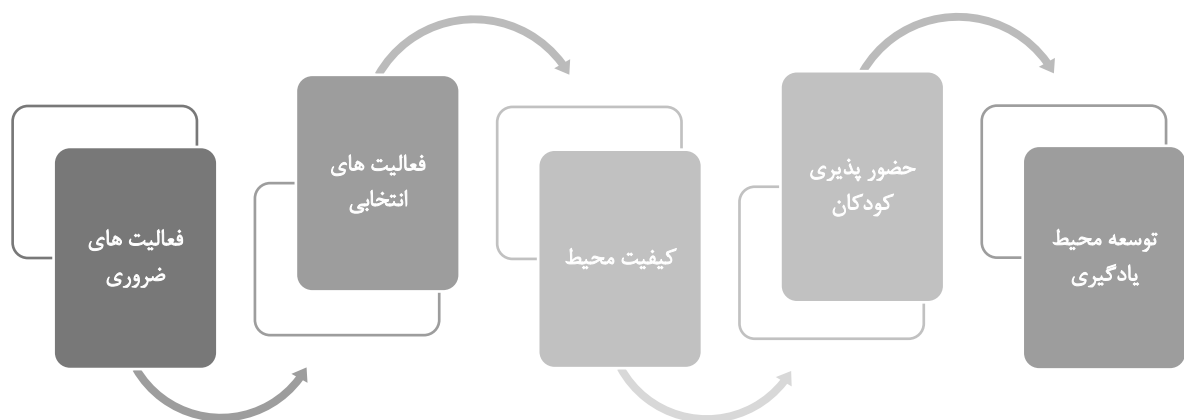 فعالیت های
ضروری
فعالیت های
انتخابی
کیفیت محیط
حضور پذیری
کودکان
توسعه محیط
یادگیری